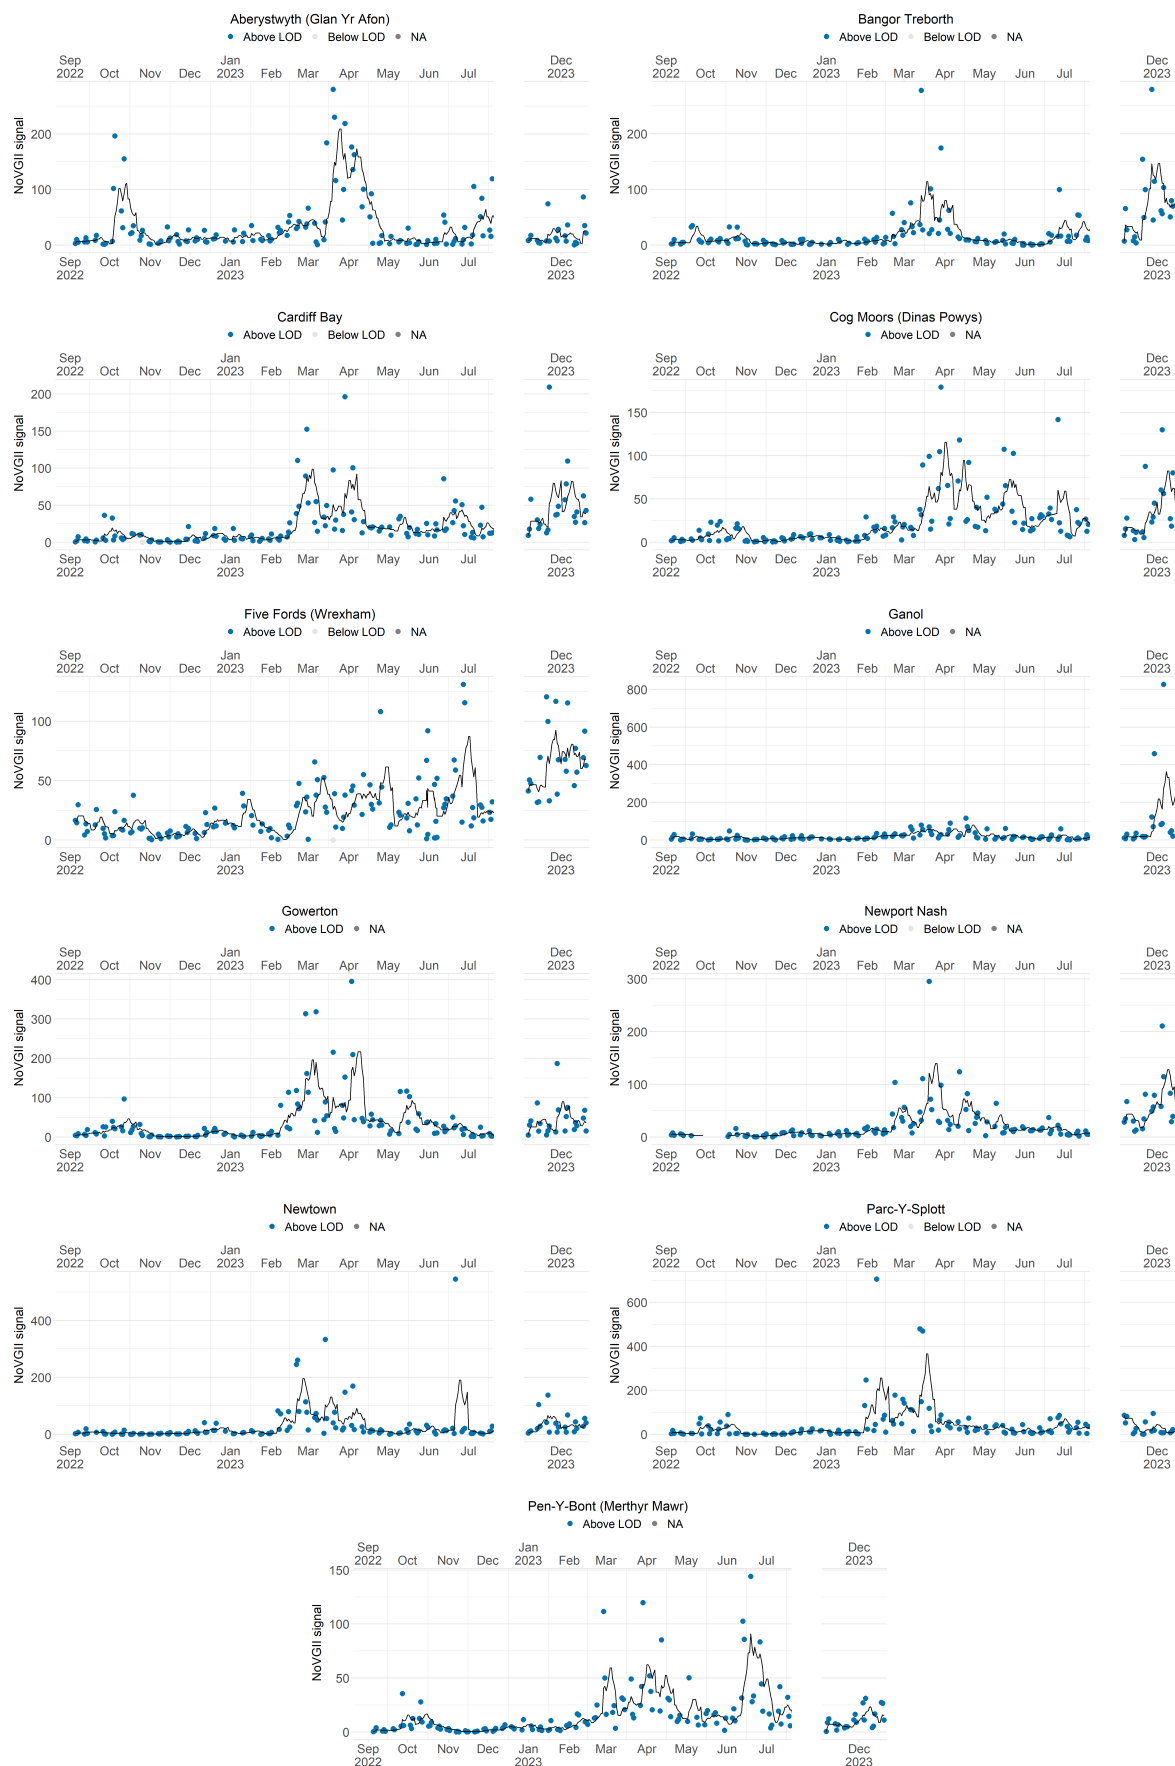 Aberystwyth (Glan Yr Afon)
Above LOD Below LOD NA
Sep 2022 Oct Nov Dec Jan 2023 Feb Mar Apr May Jun Jul Dec 2023
NoVGII signal
200
100
0
Sep 2022 Oct Nov Dec Jan 2023 Feb Mar Apr May Jun Jul Dec 2023
Bangor Treborth
Above LOD Below LOD NA
Sep 2022 Oct Nov Dec Jan 2023 Feb Mar Apr May Jun Jul Dec 2023
NoVGII signal
200
100
0
Sep 2022 Oct Nov Dec Jan 2023 Feb Mar Apr May Jun Jul Dec 2023
Cardiff Bay
Above LOD Below LOD NA
Sep 2022 Oct Nov Dec Jan 2023 Feb Mar Apr May Jun Jul Dec 2023
NoVGII signal
200
150
100
50
0
Sep 2022 Oct Nov Dec Jan 2023 Feb Mar Apr May Jun Jul Dec 2023
Cog Moors (Dinas Powys)
Above LOD NA
Sep 2022 Oct Nov Dec Jan 2023 Feb Mar Apr May Jun Jul Dec 2023
NoVGII signal
150
100
50
0
Sep 2022 Oct Nov Dec Jan 2023 Feb Mar Apr May Jun Jul Dec 2023
Five Fords (Wrexham)
Above LOD Below LOD NA
Sep 2022 Oct Nov Dec Jan 2023 Feb Mar Apr May Jun Jul Dec 2023
NoVGII signal
100
50
0
Sep 2022 Oct Nov Dec Jan 2023 Feb Mar Apr May Jun Jul Dec 2023
Ganol
Above LOD NA
Sep 2022 Oct Nov Dec Jan 2023 Feb Mar Apr May Jun Jul Dec 2023
NoVGII signal
800
600
400
200
0
Sep 2022 Oct Nov Dec Jan 2023 Feb Mar Apr May Jun Jul Dec 2023
Gowerton
Above LOD NA
Sep 2022 Oct Nov Dec Jan 2023 Feb Mar Apr May Jun Jul Dec 2023
NoVGII signal
400
300
200
100
0
Sep 2022 Oct Nov Dec Jan 2023 Feb Mar Apr May Jun Jul Dec 2023
Newport Nash
Above LOD Below LOD NA
Sep 2022 Oct Nov Dec Jan 2023 Feb Mar Apr May Jun Jul Dec 2023
NoVGII signal
300
200
100
0
Sep 2022 Oct Nov Dec Jan 2023 Feb Mar Apr May Jun Jul Dec 2023
Newtown
Above LOD NA
Sep 2022 Oct Nov Dec Jan 2023 Feb Mar Apr May Jun Jul Dec 2023
NoVGII signal
400
200
0
Sep 2022 Oct Nov Dec Jan 2023 Feb Mar Apr May Jun Jul Dec 2023
Parc-Y-Splott
Above LOD Below LOD NA
Sep 2022 Oct Nov Dec Jan 2023 Feb Mar Apr May Jun Jul Dec 2023
NoVGII signal
600
400
200
0
Sep 2022 Oct Nov Dec Jan 2023 Feb Mar Apr May Jun Jul Dec 2023
Pen-Y-Bont (Merthyr Mawr)
Above LOD NA
Sep 2022 Oct Nov Dec Jan 2023 Feb Mar Apr May Jun Jul Dec 2023
NoVGII signal
150
100
50
0
Sep 2022 Oct Nov Dec Jan 2023 Feb Mar Apr May Jun Jul Dec 2023